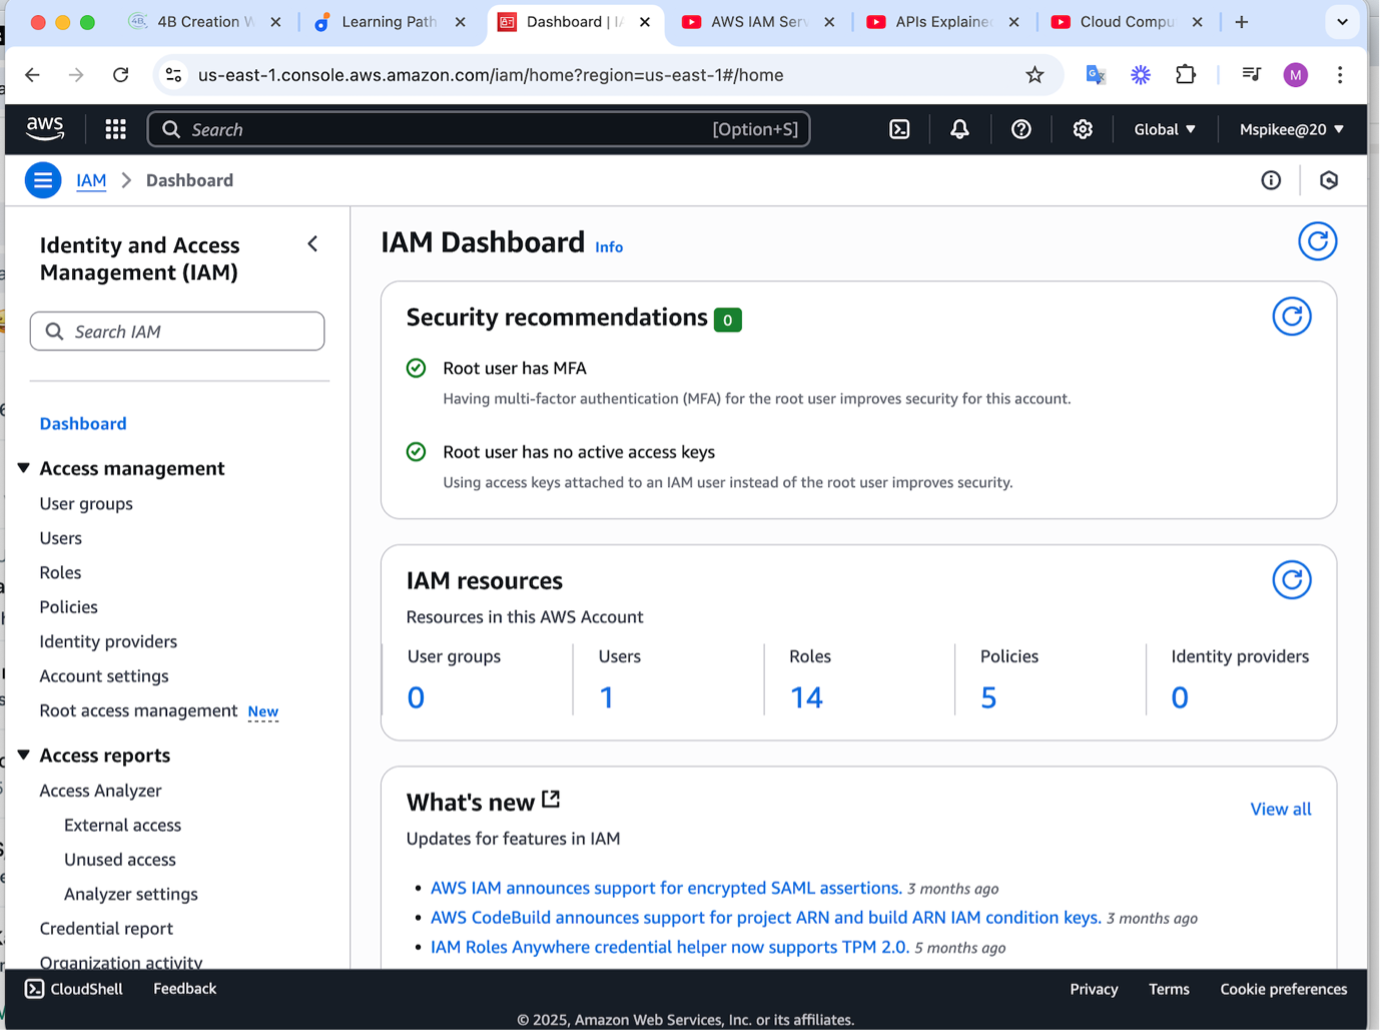 4B Creation W
Learning Path
Dashboard | IA
AWS IAM Serv
APIs Explained
Cloud Compu
us-east-1.console.aws.amazon.com/iam/home?region=us-east-1#/home
M
aws
Search
[Option+S]
Global
Mspikee@20
IAM
Dashboard
Identity and Access
Management (IAM)
Search IAM
Dashboard
Access management
User groups
Users
Roles
Policies
Identity providers
Account settings
Root access management New
Access reports
Access Analyzer
External access
Unused access
Analyzer settings
Credential report
Organization activity
IAM Dashboard Info
Security recommendations 0
Root user has MFA
Having multi-factor authentication (MFA) for the root user improves security for this account.
Root user has no active access keys
Using access keys attached to an IAM user instead of the root user improves security.
IAM resources
Resources in this AWS Account
User groups
0
Users
1
Roles
14
Policies
5
Identity providers
0
What's new
View all
Updates for features in IAM
• AWS IAM announces support for encrypted SAML assertions. 3 months ago
• AWS CodeBuild announces support for project ARN and build ARN IAM condition keys. 3 months ago
• IAM Roles Anywhere credential helper now supports TPM 2.0. 5 months ago
CloudShell
Feedback
Privacy
Terms
Cookie preferences
© 2025, Amazon Web Services, Inc. or its affiliates.